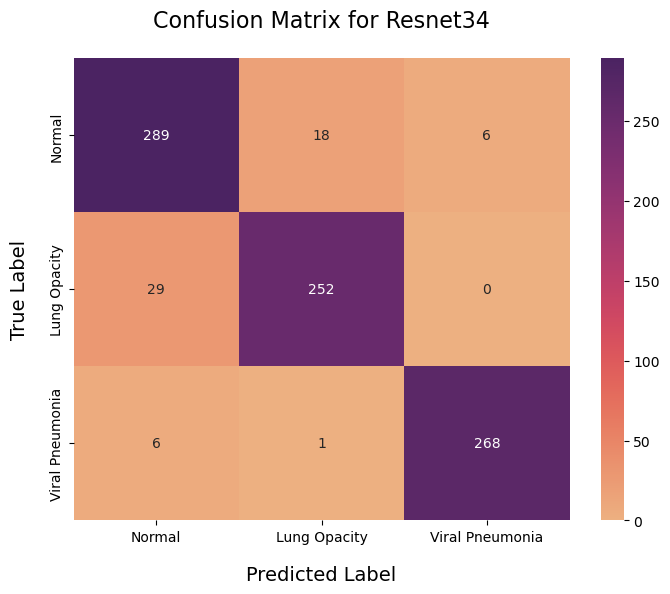 Confusion Matrix for Resnet34
True Label
Normal
289 18 6
Lung Opacity
29 252 0
Viral Pneumonia
6 1 268
Normal Lung Opacity Viral Pneumonia
Predicted Label
250
200
150
100
50
0